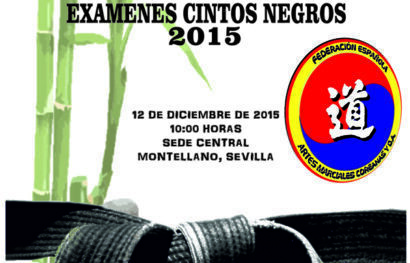 EXAMENES CINTOS NEGROS
2015
12 DE DICIEMBRE DE 2015
10:00 HORAS
SEDE CENTRAL
MONTELLANO, SEVILLA
FEDERACIÓN ESPAÑOLA
道
ARTES MARCIALES COREANAS Y D.A.